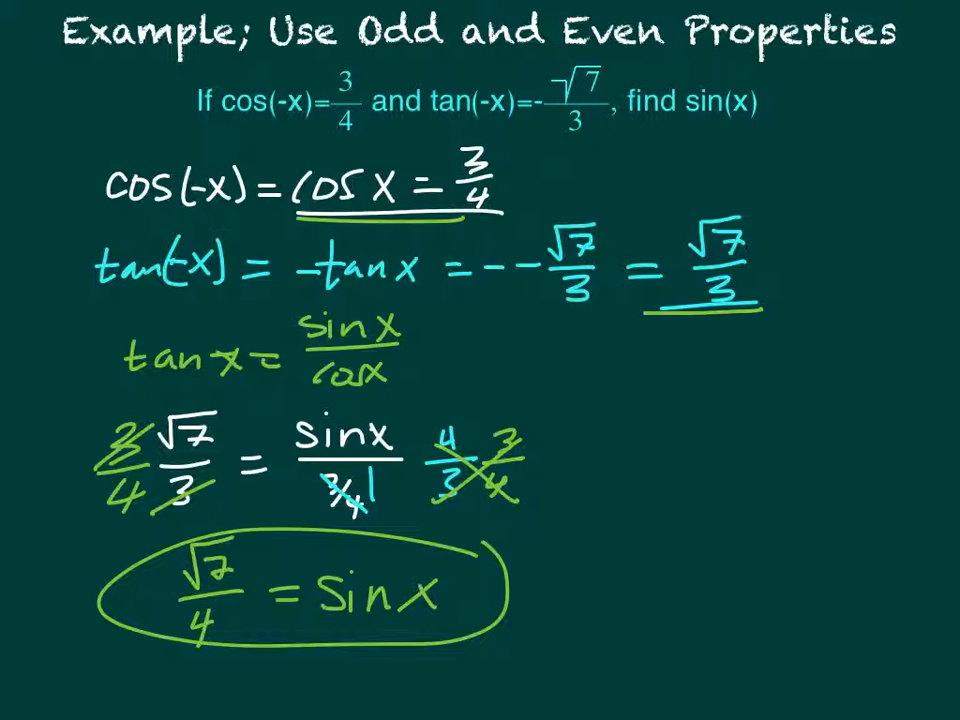 Example; Use Odd and Even Properties
If cos(-x)=3/4 and tan(-x)=-√7/3, find sin(x)
cos(-x) = cos x = 3/4
tan(-x) = -tan x = - -√7/3 = √7/3
tan x = sin x/cos x
3/4 √7/3 = sin x/(3/4) 1 4/3 3/4
√7/4 = sin x